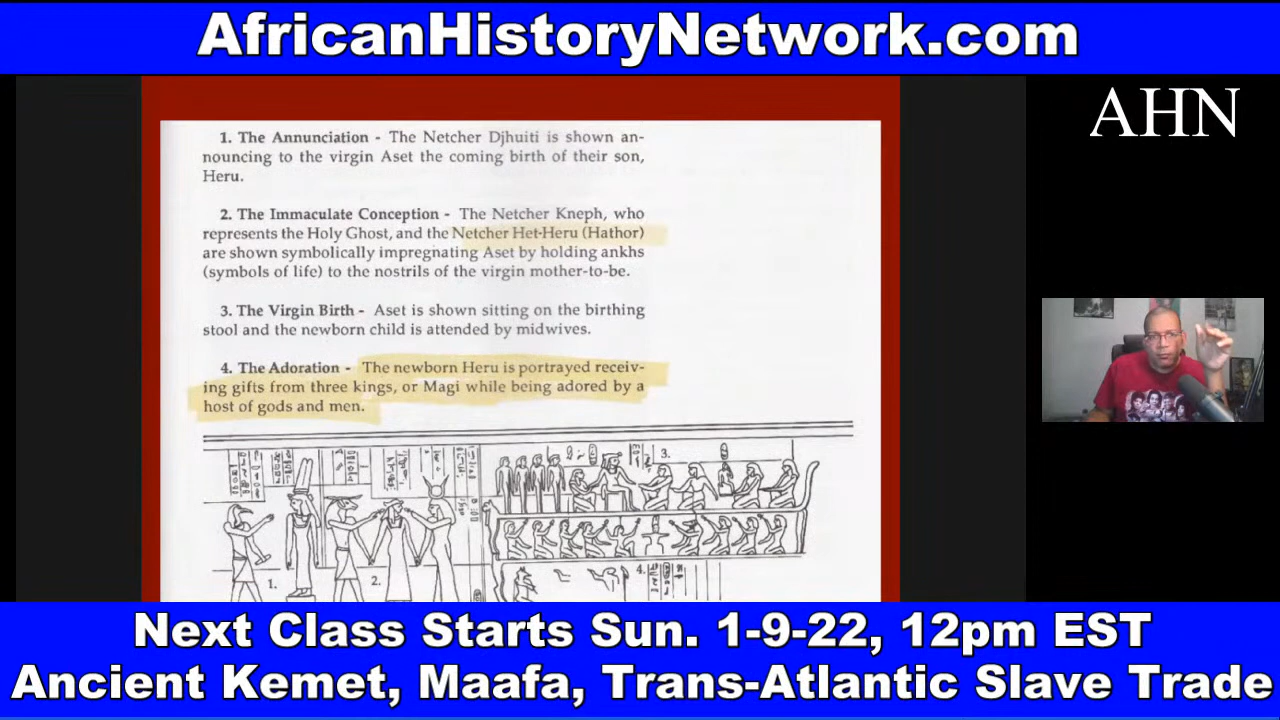 AfricanHistoryNetwork.com
AHN
1. The Annunciation - The Netcher Djhuiti is shown an-
nouncing to the virgin Aset the coming birth of their son,
Heru.
2. The Immaculate Conception - The Netcher Kneph, who
represents the Holy Ghost, and the Netcher Het-Heru (Hathor)
are shown symbolically impregnating Aset by holding ankhs
(symbols of life) to the nostrils of the virgin mother-to-be.
3. The Virgin Birth - Aset is shown sitting on the birthing
stool and the newborn child is attended by midwives.
4. The Adoration - The newborn Heru is portrayed receiv-
ing gifts from three kings, or Magi while being adored by a
host of gods and men.
3.
4.
1.
2.
Next Class Starts Sun. 1-9-22, 12pm EST
Ancient Kemet, Maafa, Trans-Atlantic Slave Trade